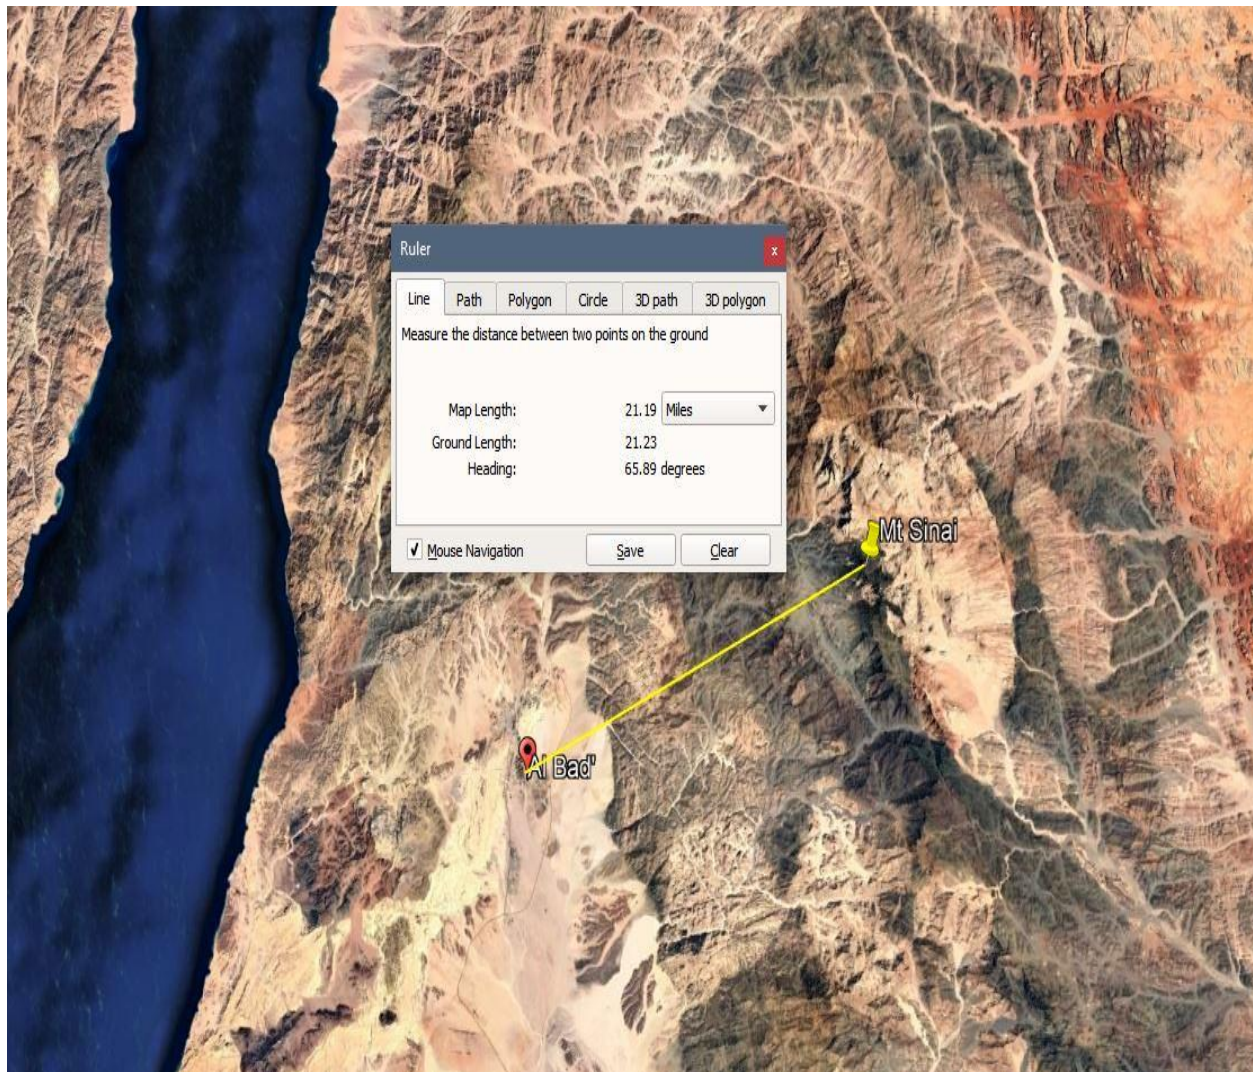 Ruler
x
Line Path Polygon Circle 3D path 3D polygon
Measure the distance between two points on the ground
Map Length: 21.19 Miles
Ground Length: 21.23
Heading: 65.89 degrees
Mouse Navigation Save Clear
Mt Sinai
Al Bad'